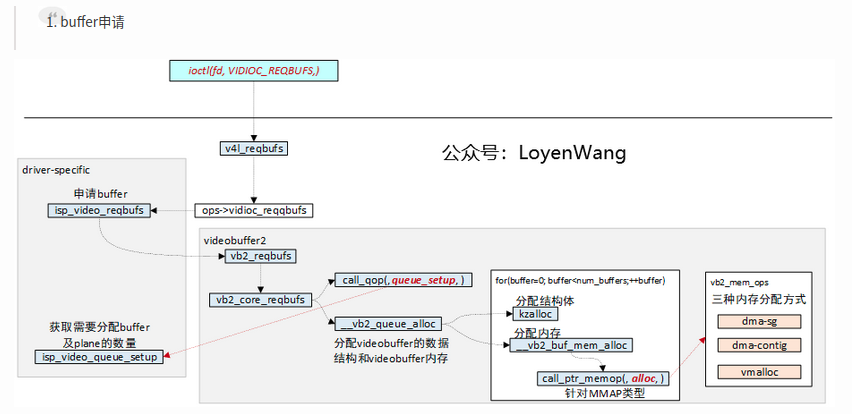 1. buffer申请
ioctl(fd, VIDIOC_REQBUFS,)
v4l_reqbufs
公众号：LoyenWang
driver-specific
申请buffer
isp_video_reqbufs
ops->vidioc_reqqbufs
videobuffer2
vb2_reqbufs
vb2_core_reqbufs
call_qop(, queue_setup, )
__vb2_queue_alloc
分配videobuffer的数据
结构和videobuffer内存
获取需要分配buffer
及plane的数量
isp_video_queue_setup
for(buffer=0; buffer<num_buffers;++buffer)
分配结构体
kzalloc
分配内存
__vb2_buf_mem_alloc
call_ptr_memop(, alloc, )
针对MMAP类型
vb2_mem_ops
三种内存分配方式
dma-sg
dma-contig
vmalloc